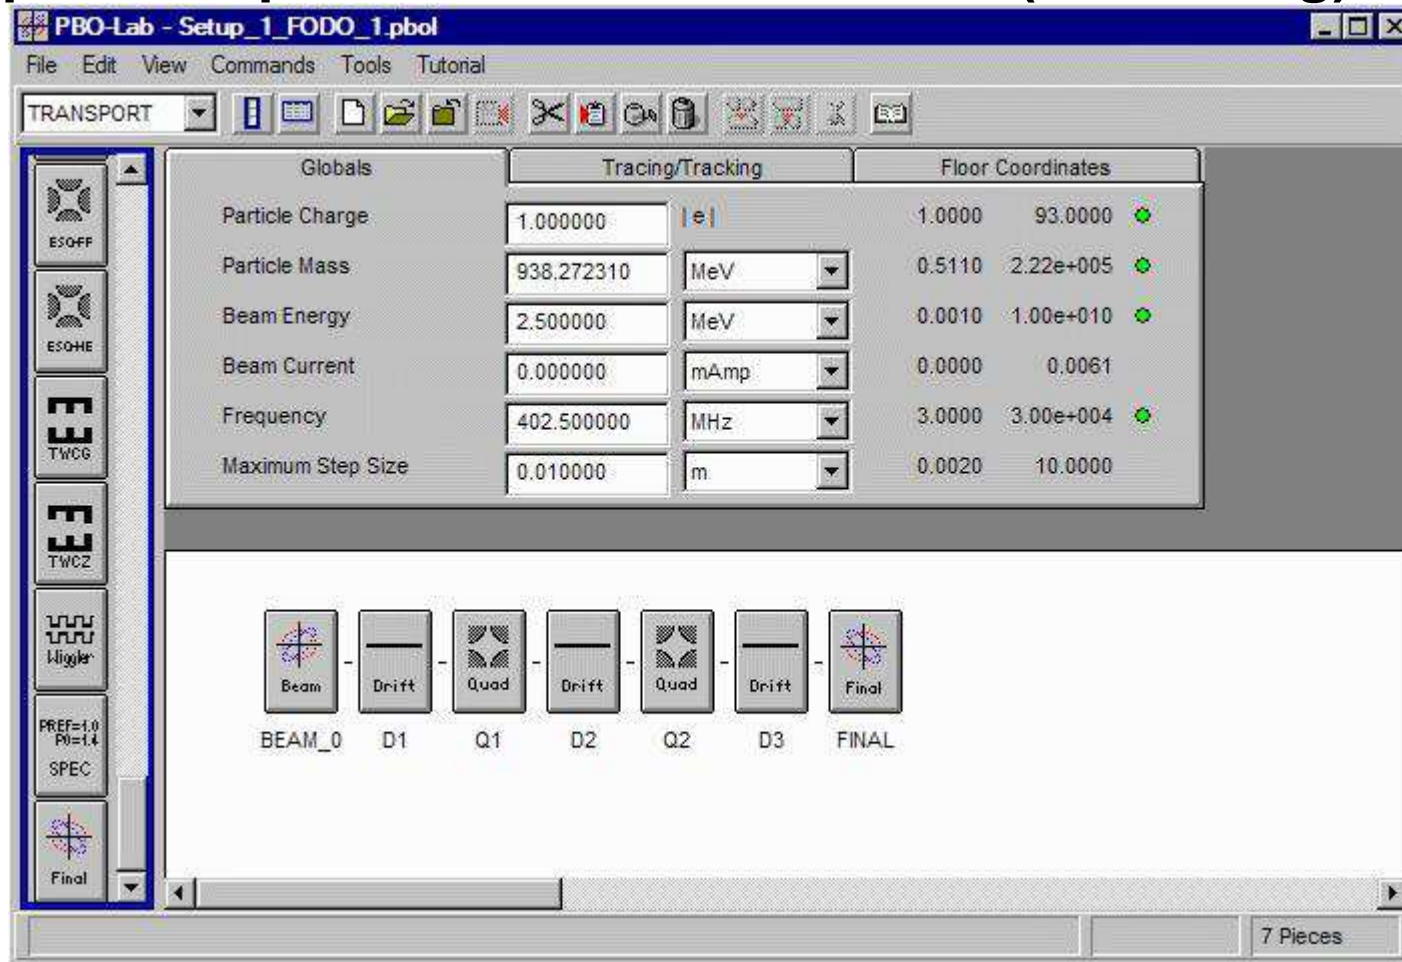 PBO-Lab - Setup_1_FODO_1.pbol
File Edit View Commands Tools Tutorial
TRANSPORT
Globals Tracing/Tracking Floor Coordinates
Particle Charge 1.000000 |e| 1.0000 93.0000
Particle Mass 938.272310 MeV 0.5110 2.22e+005
Beam Energy 2.500000 MeV 0.0010 1.00e+010
Beam Current 0.000000 mAmp 0.0000 0.0061
Frequency 402.500000 MHz 3.0000 3.00e+004
Maximum Step Size 0.010000 m 0.0020 10.0000
ESQ-FF
ESQ-HE
TWCG
TWCZ
Wiggler
PREF=1.0
P0=1.4
SPEC
Final
Beam Drift Quad Drift Quad Drift Final
BEAM_0 D1 Q1 D2 Q2 D3 FINAL
7 Pieces